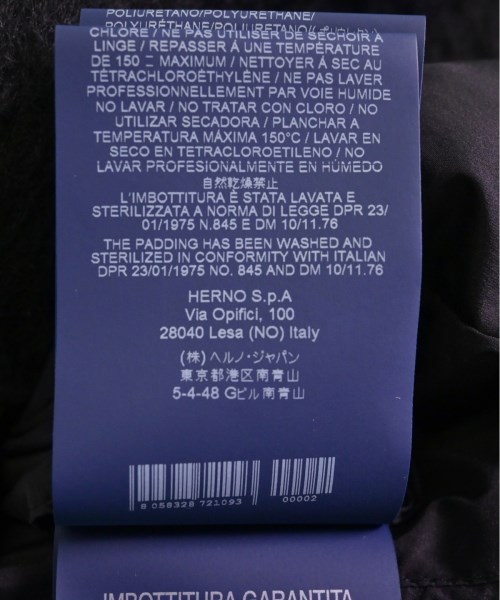 POLIURETANO/POLYURETHANE/
POLYURÉTHANE/POLIURETANO/
CHLORE / NE PAS UTILISER DE SÉCHOIR À
LINGE / REPASSER À UNE TEMPÉRATURE
DE 150 MAXIMUM / NETTOYER À SEC AU
TÉTRACHLOROÉTHYLÈNE / NE PAS LAVER
PROFESSIONNELLEMENT PAR VOIE HUMIDE
NO LAVAR / NO TRATAR CON CLORO / NO
UTILIZAR SECADORA / PLANCHAR A
TEMPERATURA MÁXIMA 150°C / LAVAR EN
SECO EN TETRACLOROETILENO / NO
LAVAR PROFESIONALMENTE EN HÚMEDO
自然乾燥禁止
L'IMBOTTITURA È STATA LAVATA E
STERILIZZATA A NORMA DI LEGGE DPR 23/
01/1975 N.845 E DM 10/11.76
THE PADDING HAS BEEN WASHED AND
STERILIZED IN CONFORMITY WITH ITALIAN
DPR 23/01/1975 NO. 845 AND DM 10/11.76
HERNO S.p.A
Via Opifici, 100
28040 Lesa (NO) Italy
(株) ヘルノ・ジャパン
東京都港区南青山
5-4-48 Gビル南青山
8 058328 721093
00002
IMBOTTITURA GARANTITA